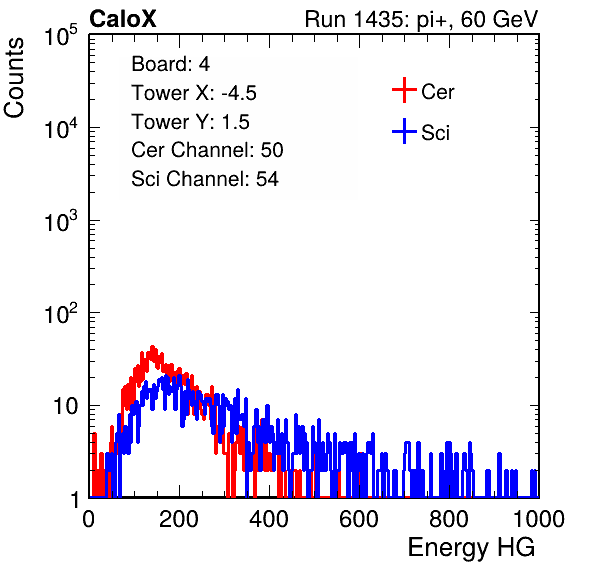 CaloX Run 1435: pi+, 60 GeV
Counts
Board: 4
Tower X: -4.5
Tower Y: 1.5
Cer Channel: 50
Sci Channel: 54
Cer
Sci
10^5
10^4
10^3
10^2
10
1
0 200 400 600 800 1000
Energy HG